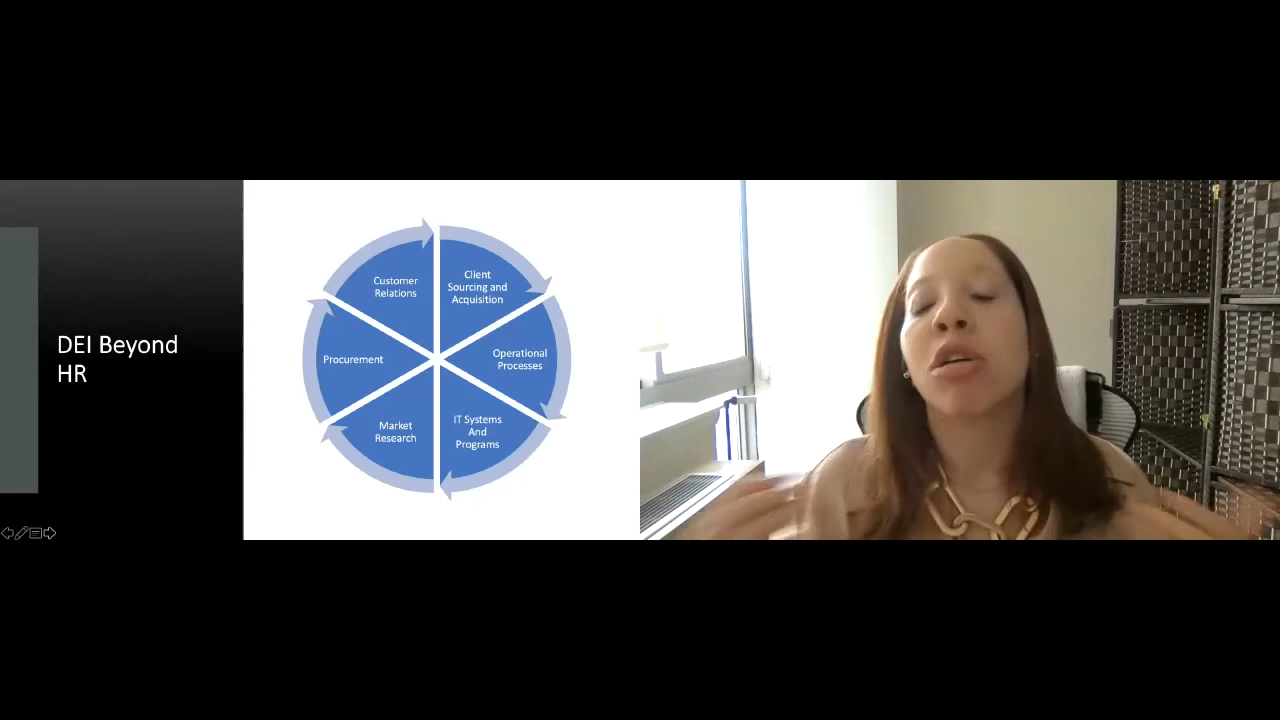 DEI Beyond
HR
Customer
Relations
Client
Sourcing and
Acquisition
Procurement
Operational
Processes
Market
Research
IT Systems
And
Programs